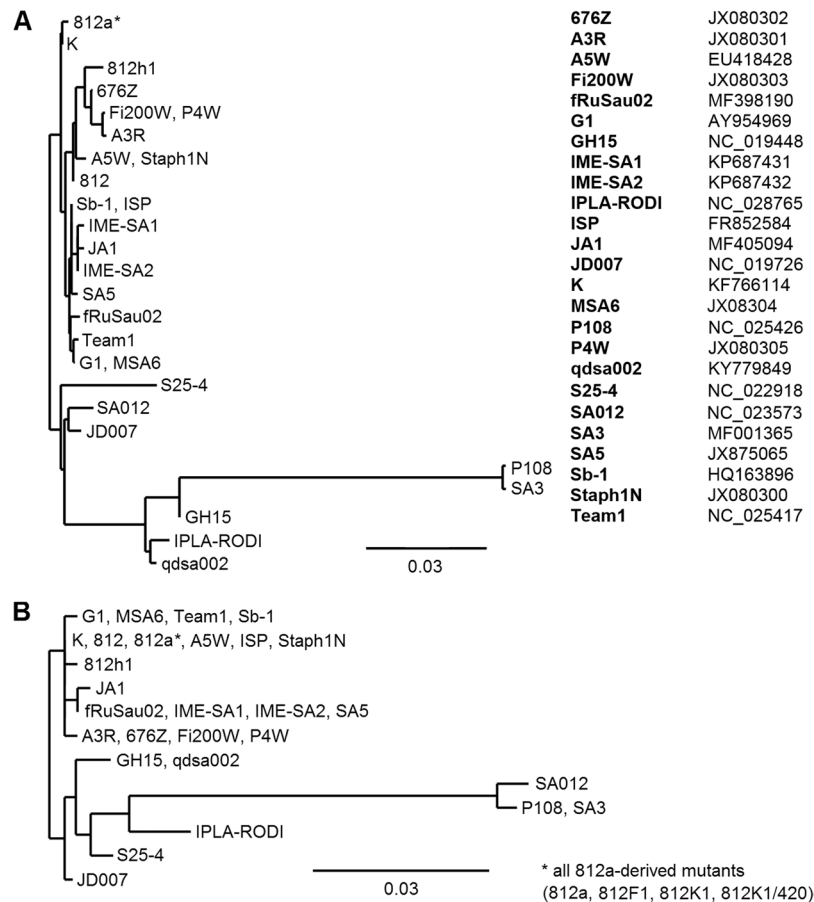 A
812a*
K
812h1
676Z
Fi200W, P4W
A3R
A5W, Staph1N
812
Sb-1, ISP
IME-SA1
JA1
IME-SA2
SA5
fRuSau02
Team1
G1, MSA6
S25-4
SA012
JD007
P108
SA3
GH15
IPLA-RODI
qdsa002
0.03
676Z JX080302
A3R JX080301
A5W EU418428
Fi200W JX080303
fRuSau02 MF398190
G1 AY954969
GH15 NC_019448
IME-SA1 KP687431
IME-SA2 KP687432
IPLA-RODI NC_028765
ISP FR852584
JA1 MF405094
JD007 NC_019726
K KF766114
MSA6 JX08304
P108 NC_025426
P4W JX080305
qdsa002 KY779849
S25-4 NC_022918
SA012 NC_023573
SA3 MF001365
SA5 JX875065
Sb-1 HQ163896
Staph1N JX080300
Team1 NC_025417
B
G1, MSA6, Team1, Sb-1
K, 812, 812a*, A5W, ISP, Staph1N
812h1
JA1
fRuSau02, IME-SA1, IME-SA2, SA5
A3R, 676Z, Fi200W, P4W
GH15, qdsa002
SA012
P108, SA3
IPLA-RODI
S25-4
JD007
0.03
* all 812a-derived mutants
(812a, 812F1, 812K1, 812K1/420)